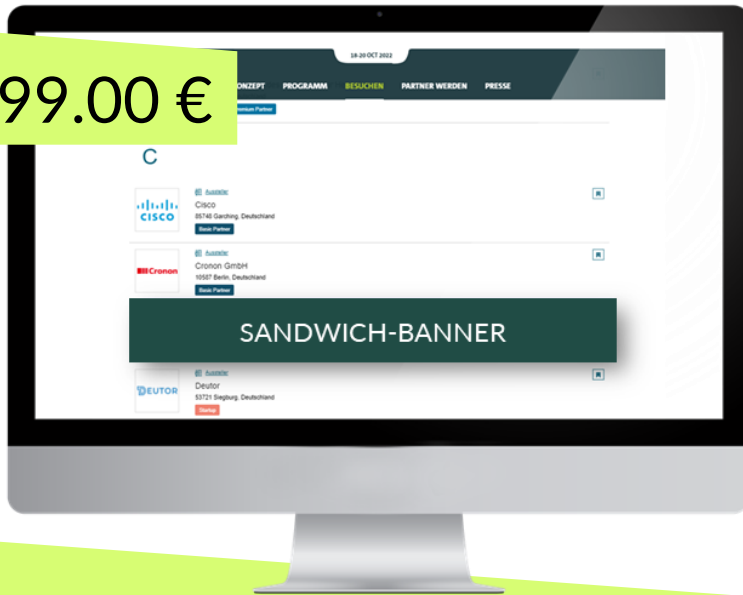 18-20 OCT 2022
ONZEPT PROGRAMM BESUCHEN PARTNER WERDEN PRESSE
99.00 €
emium Partner
C
Aussteller
Cisco
85748 Garching, Deutschland
Basic Partner
CISCO
Aussteller
Cronon GmbH
10587 Berlin, Deutschland
Basic Partner
Cronon
SANDWICH-BANNER
Aussteller
Deutor
53721 Siegburg, Deutschland
Startup
DEUTOR